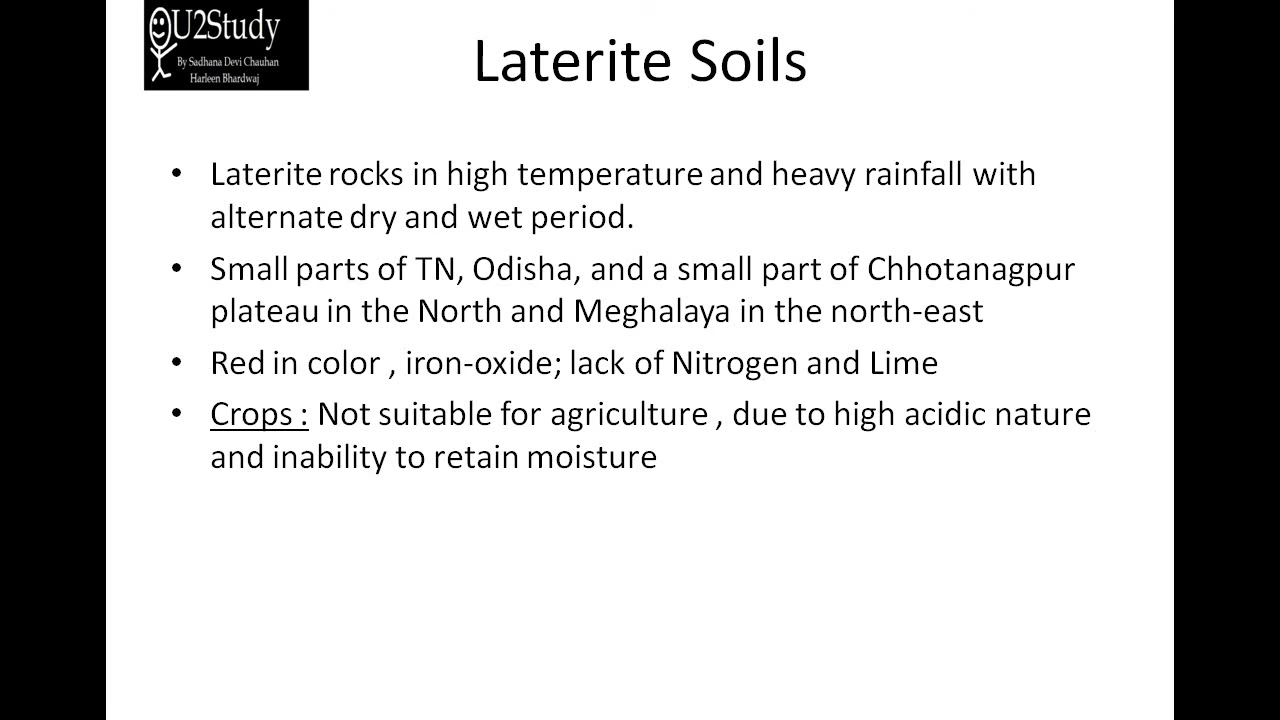 U2Study
By Sadhana Devi Chauhan
Harleen Bhardwaj
Laterite Soils
• Laterite rocks in high temperature and heavy rainfall with
alternate dry and wet period.
• Small parts of TN, Odisha, and a small part of Chhotanagpur
plateau in the North and Meghalaya in the north-east
• Red in color , iron-oxide; lack of Nitrogen and Lime
• Crops : Not suitable for agriculture , due to high acidic nature
and inability to retain moisture